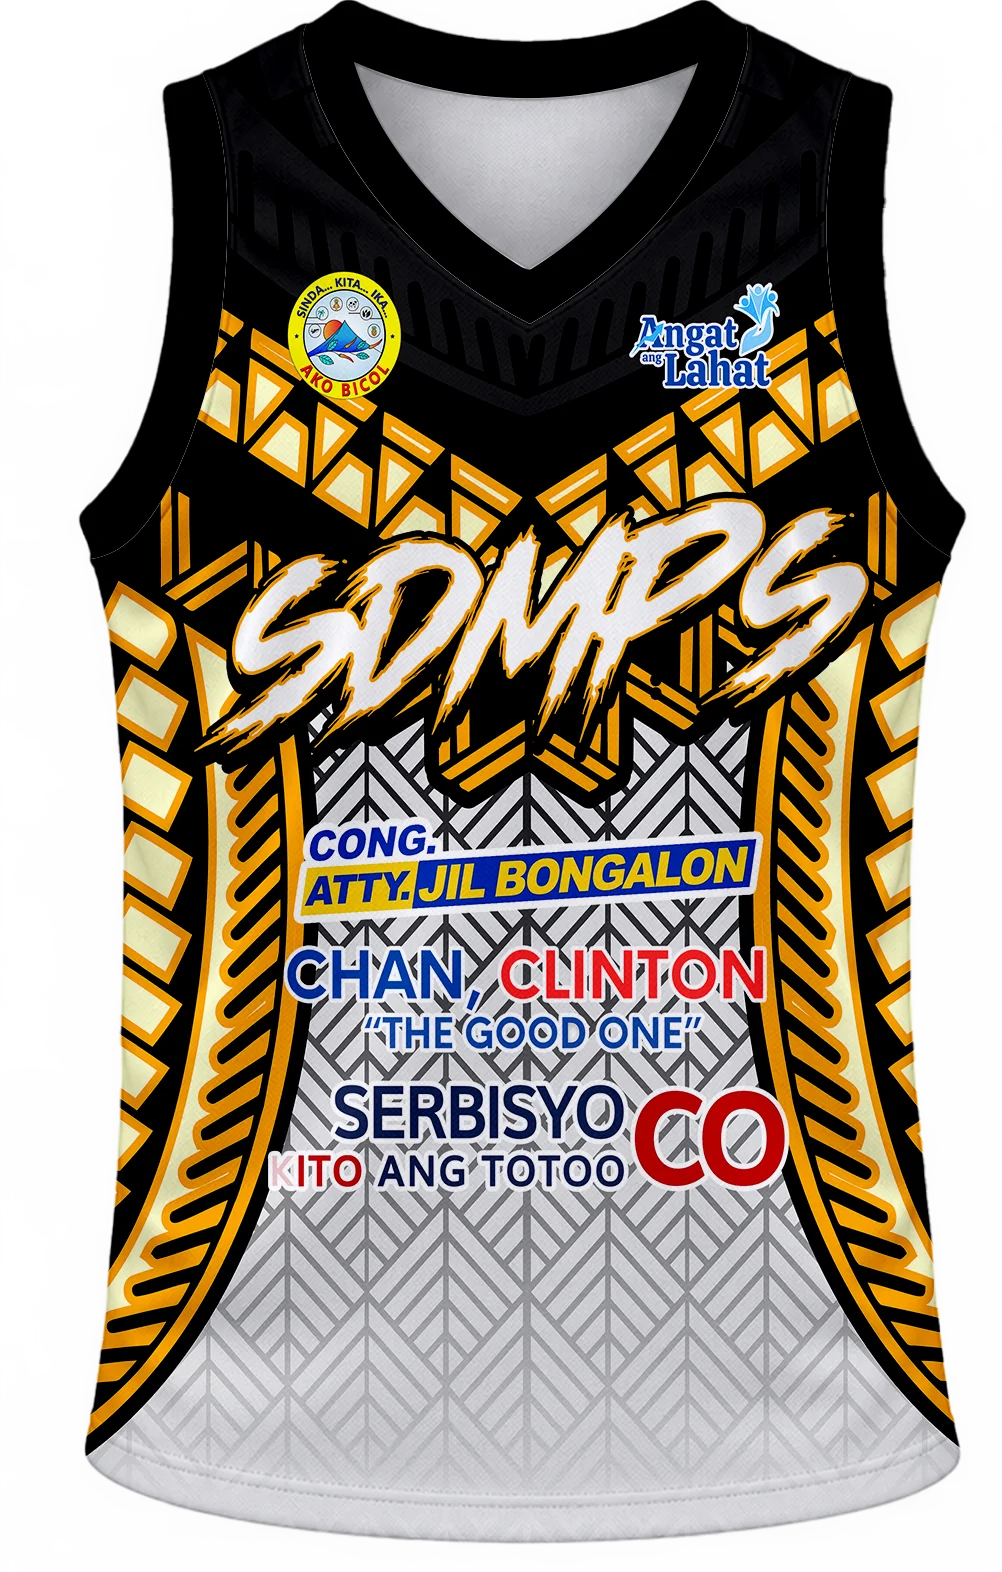 SINDA... KITA... IKA...
AKO BICOL
Angat
ang
Lahat
SDMPS
CONG.
ATTY. JIL BONGALON
CHAN, CLINTON
“THE GOOD ONE”
SERBISYO CO
KITO ANG TOTOO